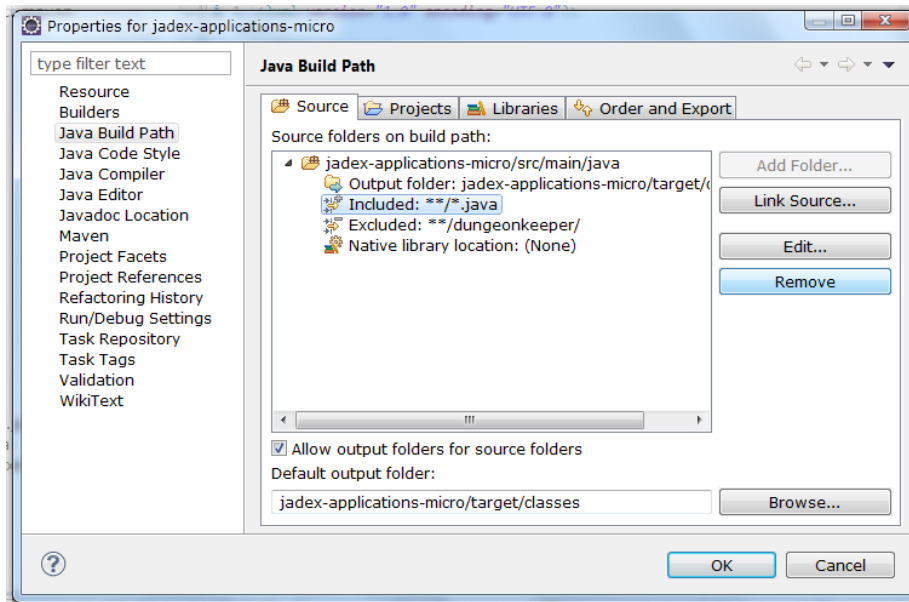 Properties for jadex-applications-micro
type filter text
Resource
Builders
Java Build Path
Java Code Style
Java Compiler
Java Editor
Javadoc Location
Maven
Project Facets
Project References
Refactoring History
Run/Debug Settings
Task Repository
Task Tags
Validation
WikiText
Java Build Path
Source Projects Libraries Order and Export
Source folders on build path:
jadex-applications-micro/src/main/java
Output folder: jadex-applications-micro/target/
Included: **/*.java
Excluded: **/dungeonkeeper/
Native library location: (None)
Add Folder...
Link Source...
Edit...
Remove
Allow output folders for source folders
Default output folder:
jadex-applications-micro/target/classes
Browse...
OK Cancel